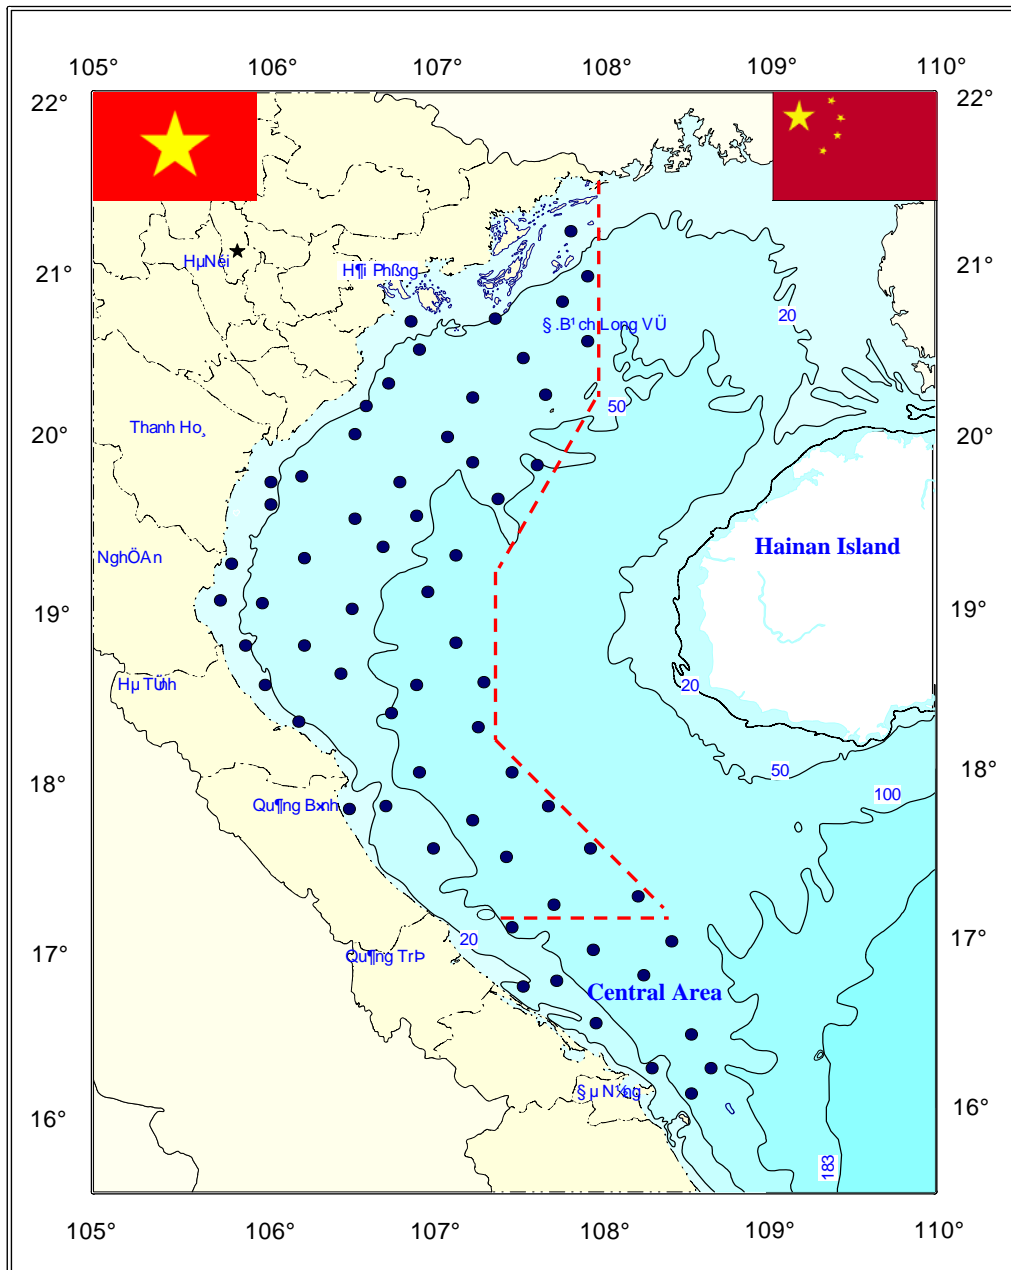 105° 106° 107° 108° 109° 110°
22° 22°
HµNéi
H¶i Phßng
21° 21°
§.B¹ch Long VÜ
20
50
Thanh Ho¸
20° 20°
NghÖAn
Hainan Island
19° 19°
Hµ TÜnh
20
50
18° 18°
100
Qu¶ng B×nh
20
17° 17°
Qu¶ng TrÞ
Central Area
§µ N½ng
16° 16°
183
105° 106° 107° 108° 109° 110°